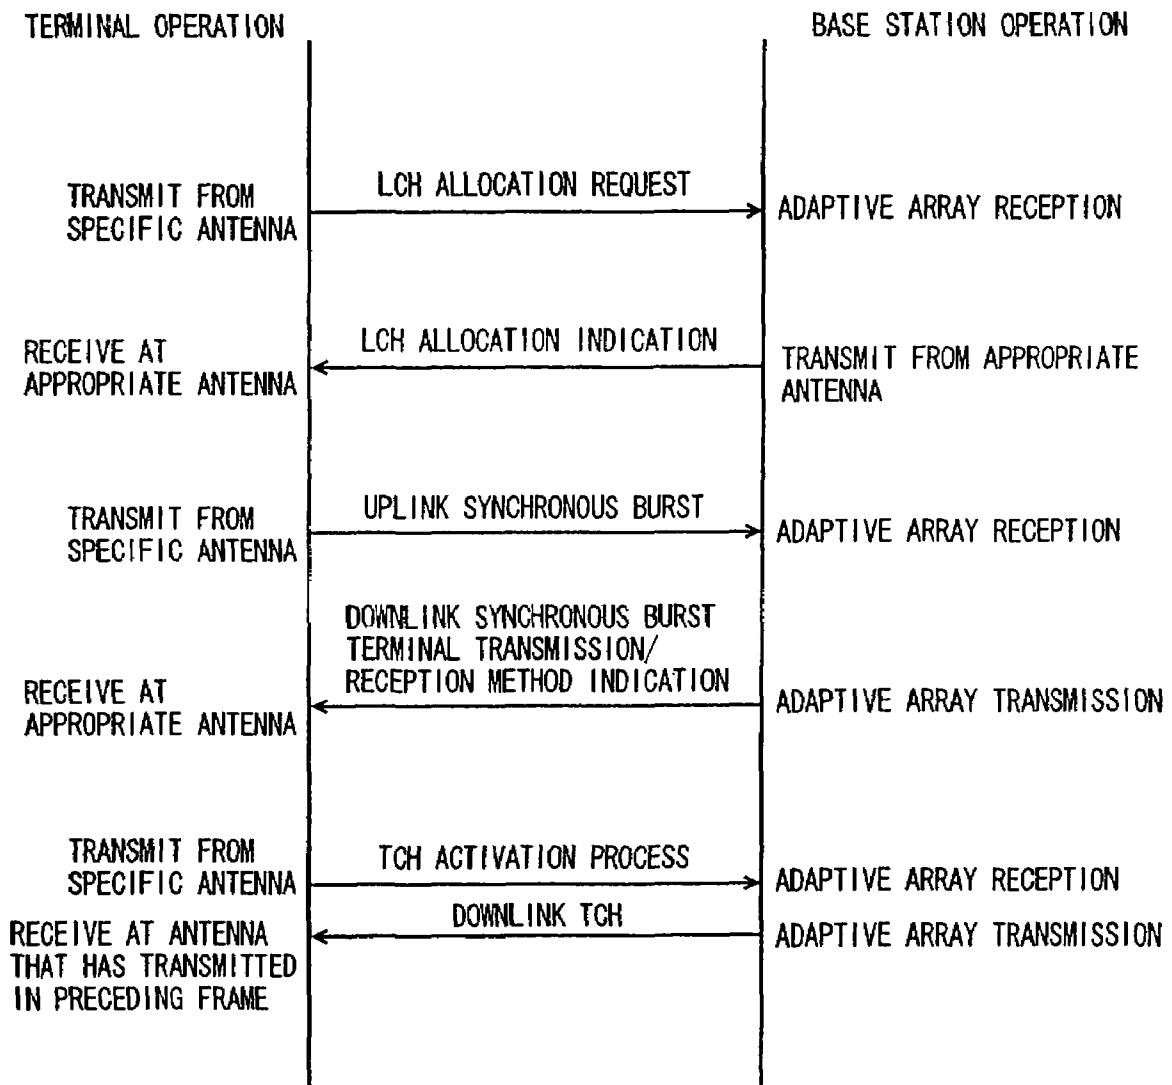 TERMINAL OPERATION
BASE STATION OPERATION
TRANSMIT FROM
SPECIFIC ANTENNA
LCH ALLOCATION REQUEST
ADAPTIVE ARRAY RECEPTION
RECEIVE AT
APPROPRIATE ANTENNA
LCH ALLOCATION INDICATION
TRANSMIT FROM APPROPRIATE
ANTENNA
TRANSMIT FROM
SPECIFIC ANTENNA
UPLINK SYNCHRONOUS BURST
ADAPTIVE ARRAY RECEPTION
DOWNLINK SYNCHRONOUS BURST
TERMINAL TRANSMISSION/
RECEPTION METHOD INDICATION
RECEIVE AT
APPROPRIATE ANTENNA
ADAPTIVE ARRAY TRANSMISSION
TRANSMIT FROM
SPECIFIC ANTENNA
TCH ACTIVATION PROCESS
ADAPTIVE ARRAY RECEPTION
RECEIVE AT ANTENNA
THAT HAS TRANSMITTED
IN PRECEDING FRAME
DOWNLINK TCH
ADAPTIVE ARRAY TRANSMISSION